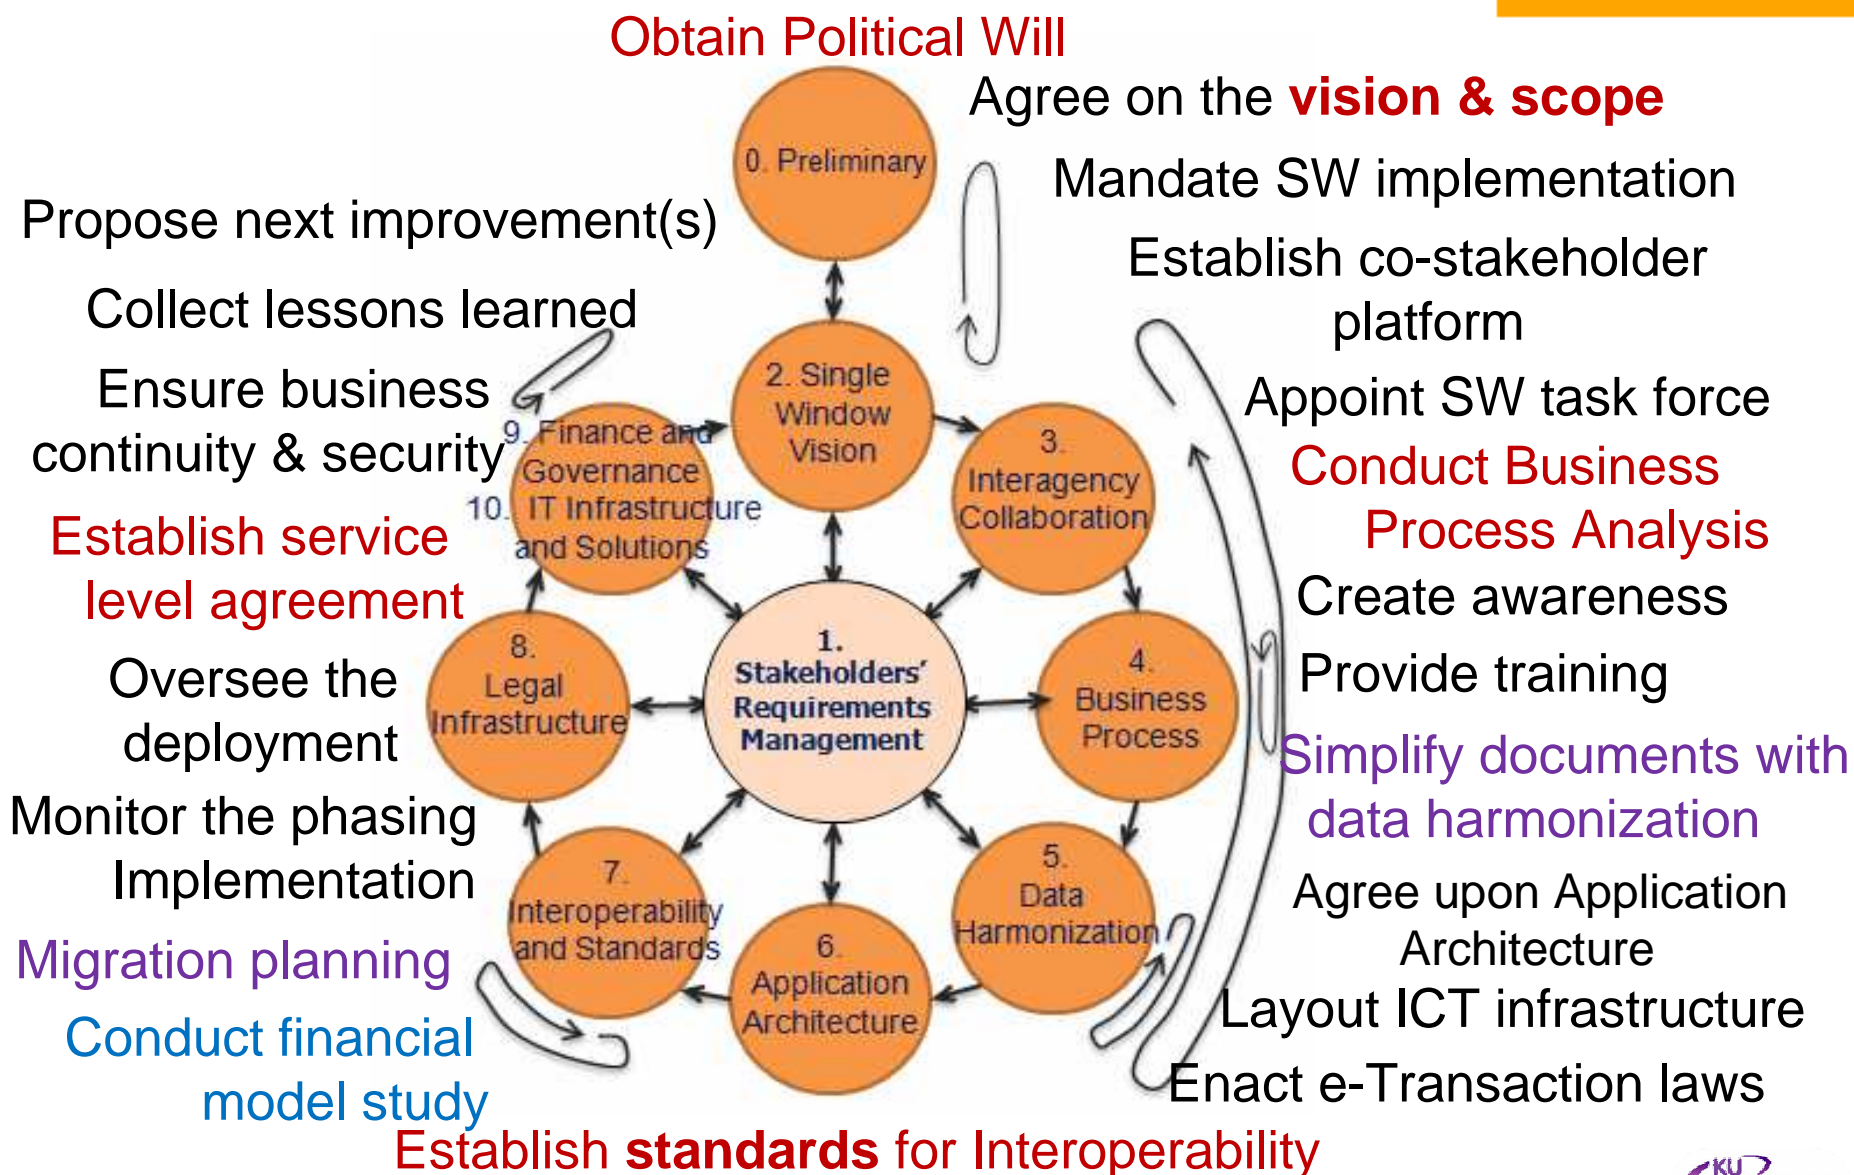 Obtain Political Will
Agree on the vision & scope
Mandate SW implementation
Establish co-stakeholder
platform
Appoint SW task force
Conduct Business
Process Analysis
Create awareness
Provide training
Simplify documents with
data harmonization
Agree upon Application
Architecture
Layout ICT infrastructure
Enact e-Transaction laws
Establish standards for Interoperability
Conduct financial
model study
Migration planning
Monitor the phasing
Implementation
Oversee the
deployment
Establish service
level agreement
Ensure business
continuity & security
Collect lessons learned
Propose next improvement(s)
0. Preliminary
1.
Stakeholders’
Requirements
Management
2. Single
Window
Vision
3.
Interagency
Collaboration
4.
Business
Process
5.
Data
Harmonization
6.
Application
Architecture
7.
Interoperability
and Standards
8.
Legal
Infrastructure
9. Finance and
Governance
10. IT Infrastructure
and Solutions
KU